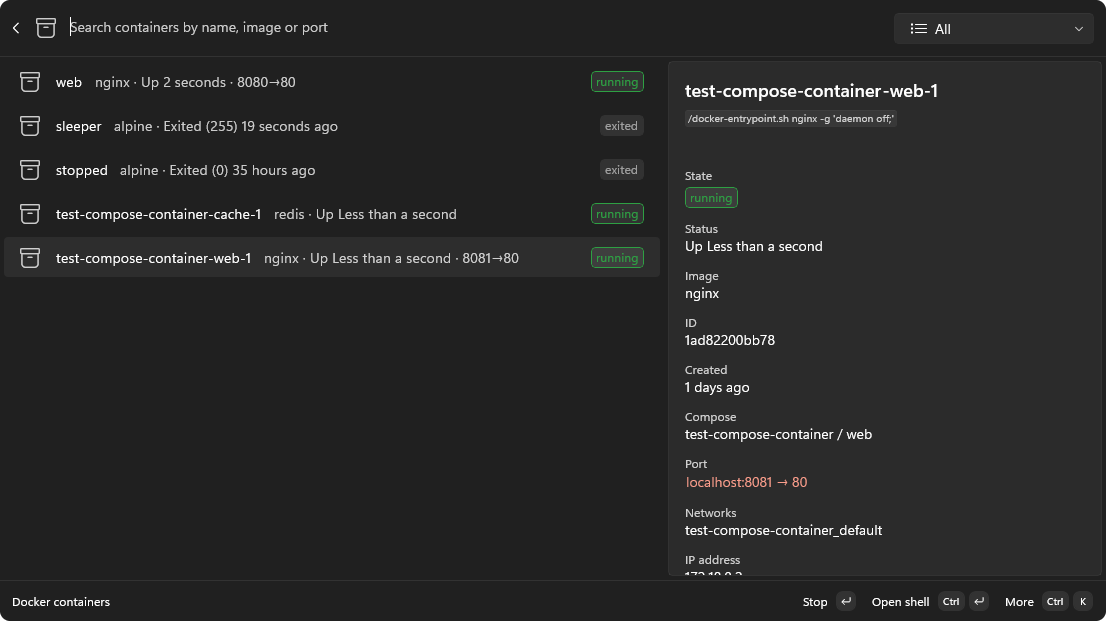 Search containers by name, image or port
All
web nginx · Up 2 seconds · 8080→80 running
sleeper alpine · Exited (255) 19 seconds ago exited
stopped alpine · Exited (0) 35 hours ago exited
test-compose-container-cache-1 redis · Up Less than a second running
test-compose-container-web-1 nginx · Up Less than a second · 8081→80 running
test-compose-container-web-1
/docker-entrypoint.sh nginx -g 'daemon off;'
State
running
Status
Up Less than a second
Image
nginx
ID
1ad82200bb78
Created
1 days ago
Compose
test-compose-container / web
Port
localhost:8081 → 80
Networks
test-compose-container_default
IP address
Docker containers
Stop Open shell Ctrl More Ctrl K